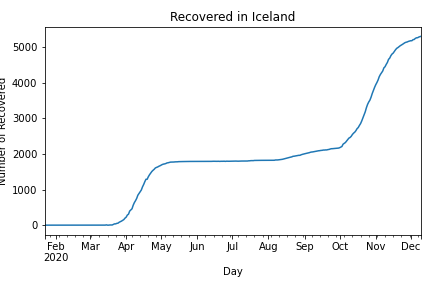 Recovered in Iceland
Number of Recovered
5000
4000
3000
2000
1000
0
Feb Mar Apr May Jun Jul Aug Sep Oct Nov Dec
2020
Day